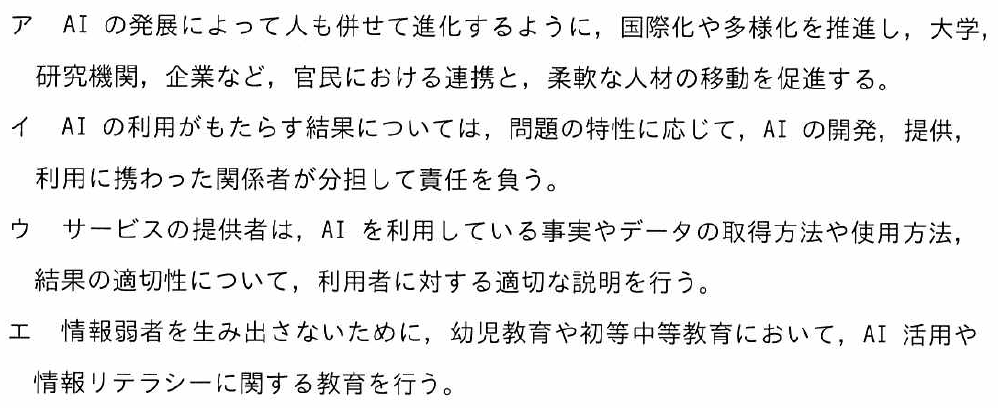 ア　AI の発展によって人も併せて進化するように，国際化や多様化を推進し，大学，
研究機関，企業など，官民における連携と，柔軟な人材の移動を促進する。
イ　AI の利用がもたらす結果については，問題の特性に応じて，AI の開発，提供，
利用に携わった関係者が分担して責任を負う。
ウ　サービスの提供者は，AI を利用している事実やデータの取得方法や使用方法，
結果の適切性について，利用者に対する適切な説明を行う。
エ　情報弱者を生み出さないために，幼児教育や初等中等教育において，AI 活用や
情報リテラシーに関する教育を行う。